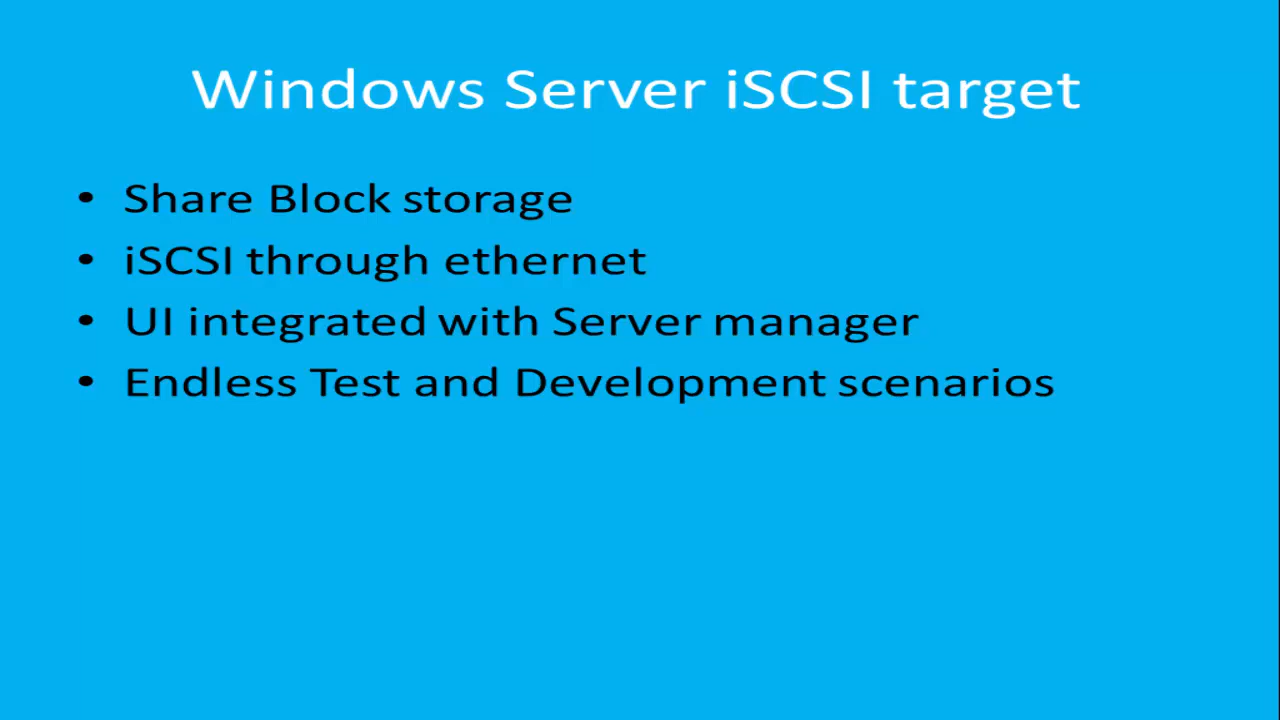 Windows Server iSCSI target
• Share Block storage
• iSCSI through ethernet
• UI integrated with Server manager
• Endless Test and Development scenarios